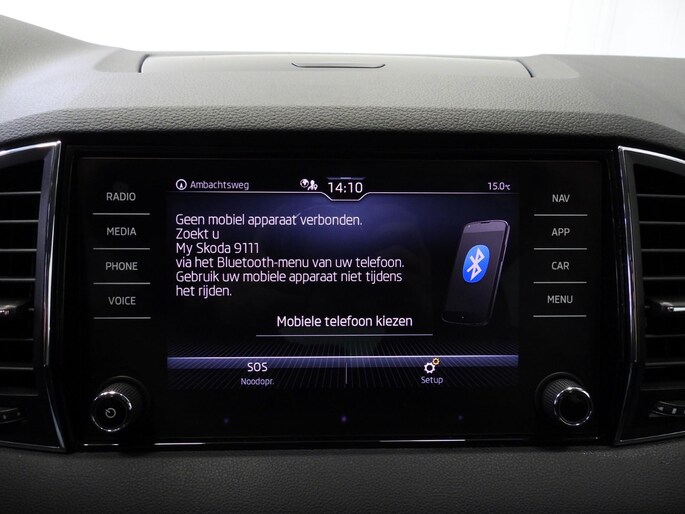 Ambachtsweg 14:10 15.0°C
RADIO
MEDIA
PHONE
VOICE
Geen mobiel apparaat verbonden.
Zoekt u
My Skoda 9111
via het Bluetooth-menu van uw telefoon.
Gebruik uw mobiele apparaat niet tijdens
het rijden.
Mobiele telefoon kiezen
SOS
Noodopr.
Setup
NAV
APP
CAR
MENU